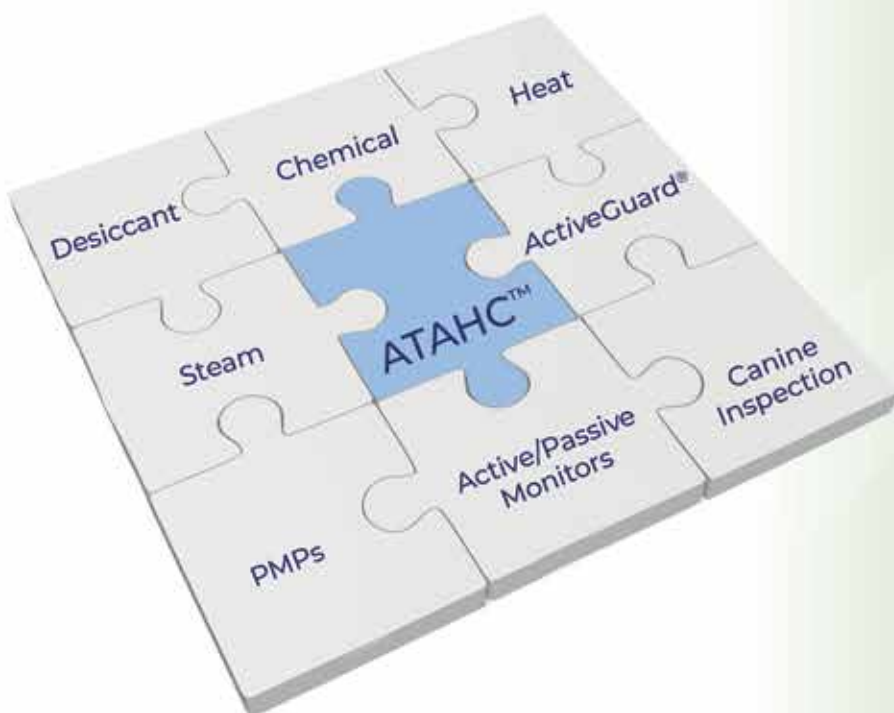 Desiccant
Chemical
Heat
Steam
ATAHC™
ActiveGuard®
PMPs
Active/Passive
Monitors
Canine
Inspection